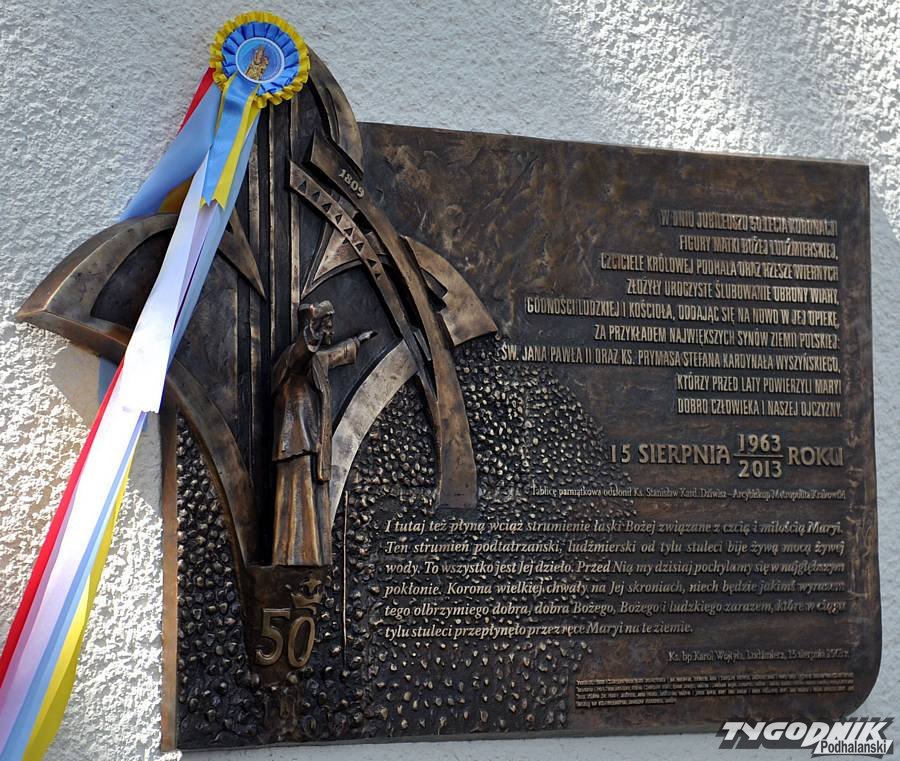 1809
W DNIU JUBILEUSZU 50-LECIA KORONACJI
FIGURY MATKI BOŻEJ LUDŹMIERSKIEJ,
CZCICIELE KRÓLOWEJ PODHALA ORAZ RZESZE WIERNYCH
ZŁOŻYŁY UROCZYSTE ŚLUBOWANIE OBRONY WIARY,
GODNOŚCI LUDZKIEJ I KOŚCIOŁA, ODDAJĄC SIĘ NA NOWO W JEJ OPIEKĘ
ZA PRZYKŁADEM NAJWIĘKSZYCH SYNÓW ZIEMI POLSKIEJ:
ŚW. JANA PAWŁA II ORAZ KS. PRYMASA STEFANA KARDYNAŁA WYSZYŃSKIEGO,
KTÓRZY PRZED LATY POWIERZYLI MARYI
DOBRO CZŁOWIEKA I NASZEJ OJCZYZNY.
15 SIERPNIA 1963/2013 ROKU
Tablicę pamiątkową odsłonił Ks. Stanisław Kard. Dziwisz - Arcybiskup Metropolita Krakowski
I tutaj też płyną wciąż strumienie łaski Bożej związane z czcią i miłością Maryi.
Ten strumień podtatrzański, ludźmierski od tylu stuleci bije żywą mocą żywej
wody. To wszystko jest Jej dzieło. Przed Nią my dzisiaj pochylamy się w najgłębszym
pokłonie. Korona wielkiej chwały na Jej skroniach, niech będzie jakimś wyrazem
tego olbrzymiego dobra, dobra Bożego, Bożego i ludzkiego zarazem, które w ciągu
tylu stuleci przepłynęło przez ręce Maryi na te ziemie.
Ks. bp Karol Wojtyła, Ludźmierz, 15 sierpnia
50
TYGODNIK
Podhalański